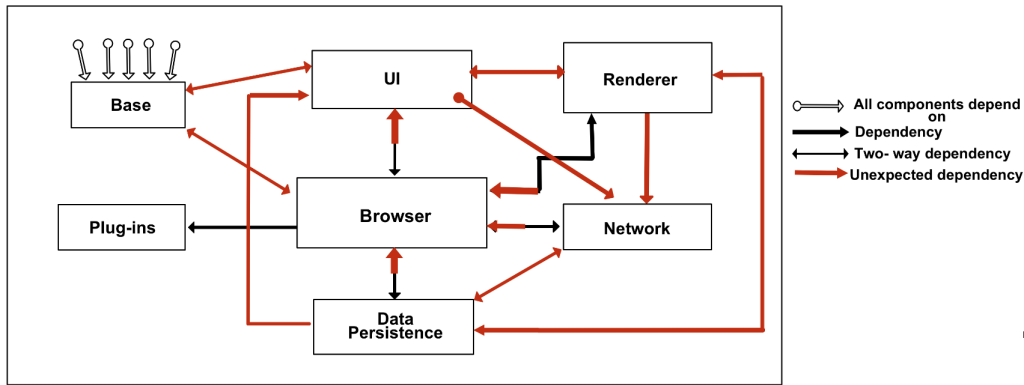 UI
Renderer
Base
All components depend
on
Dependency
Two- way dependency
Unexpected dependency
Browser
Plug-ins
Network
Data
Persistence